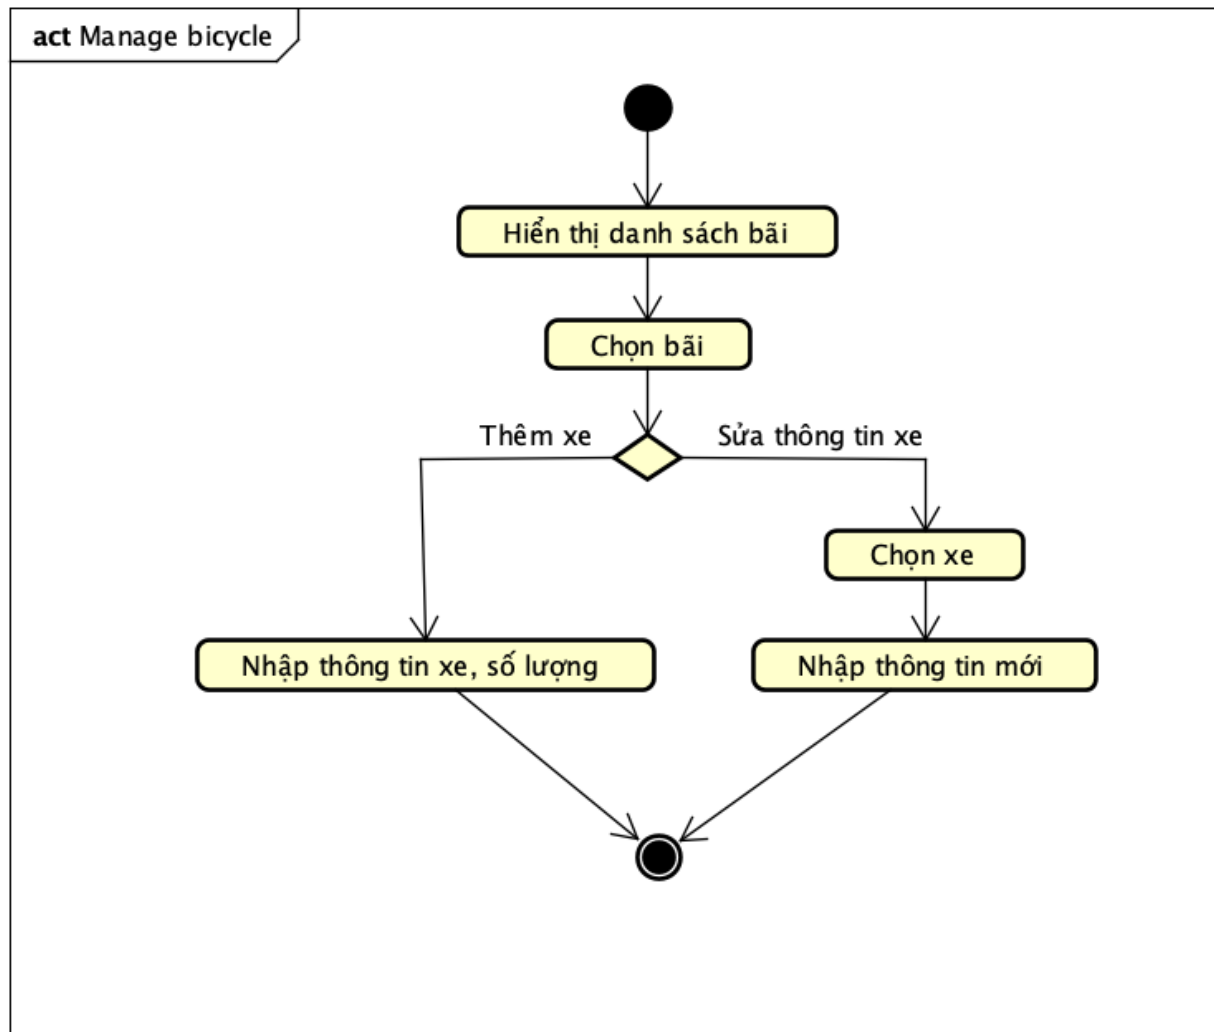 act Manage bicycle
Hiển thị danh sách bãi
Chọn bãi
Thêm xe
Sửa thông tin xe
Chọn xe
Nhập thông tin xe, số lượng
Nhập thông tin mới